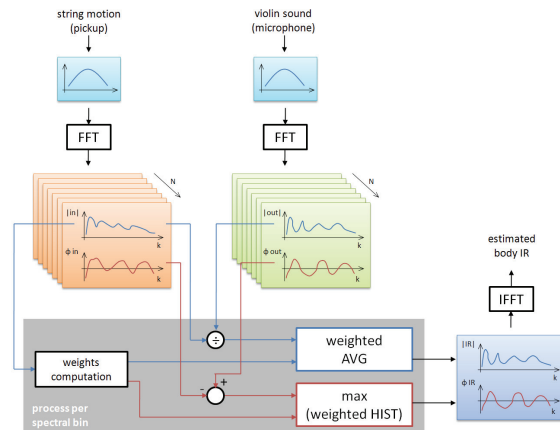 string motion
(pickup)
violin sound
(microphone)
FFT
FFT
N
N
|in|
k
ϕ in
k
|out|
k
ϕ out
k
estimated
body IR
IFFT
÷
weighted
AVG
weights
computation
+
-
max
(weighted HIST)
process per
spectral bin
|IR|
k
ϕ IR
k